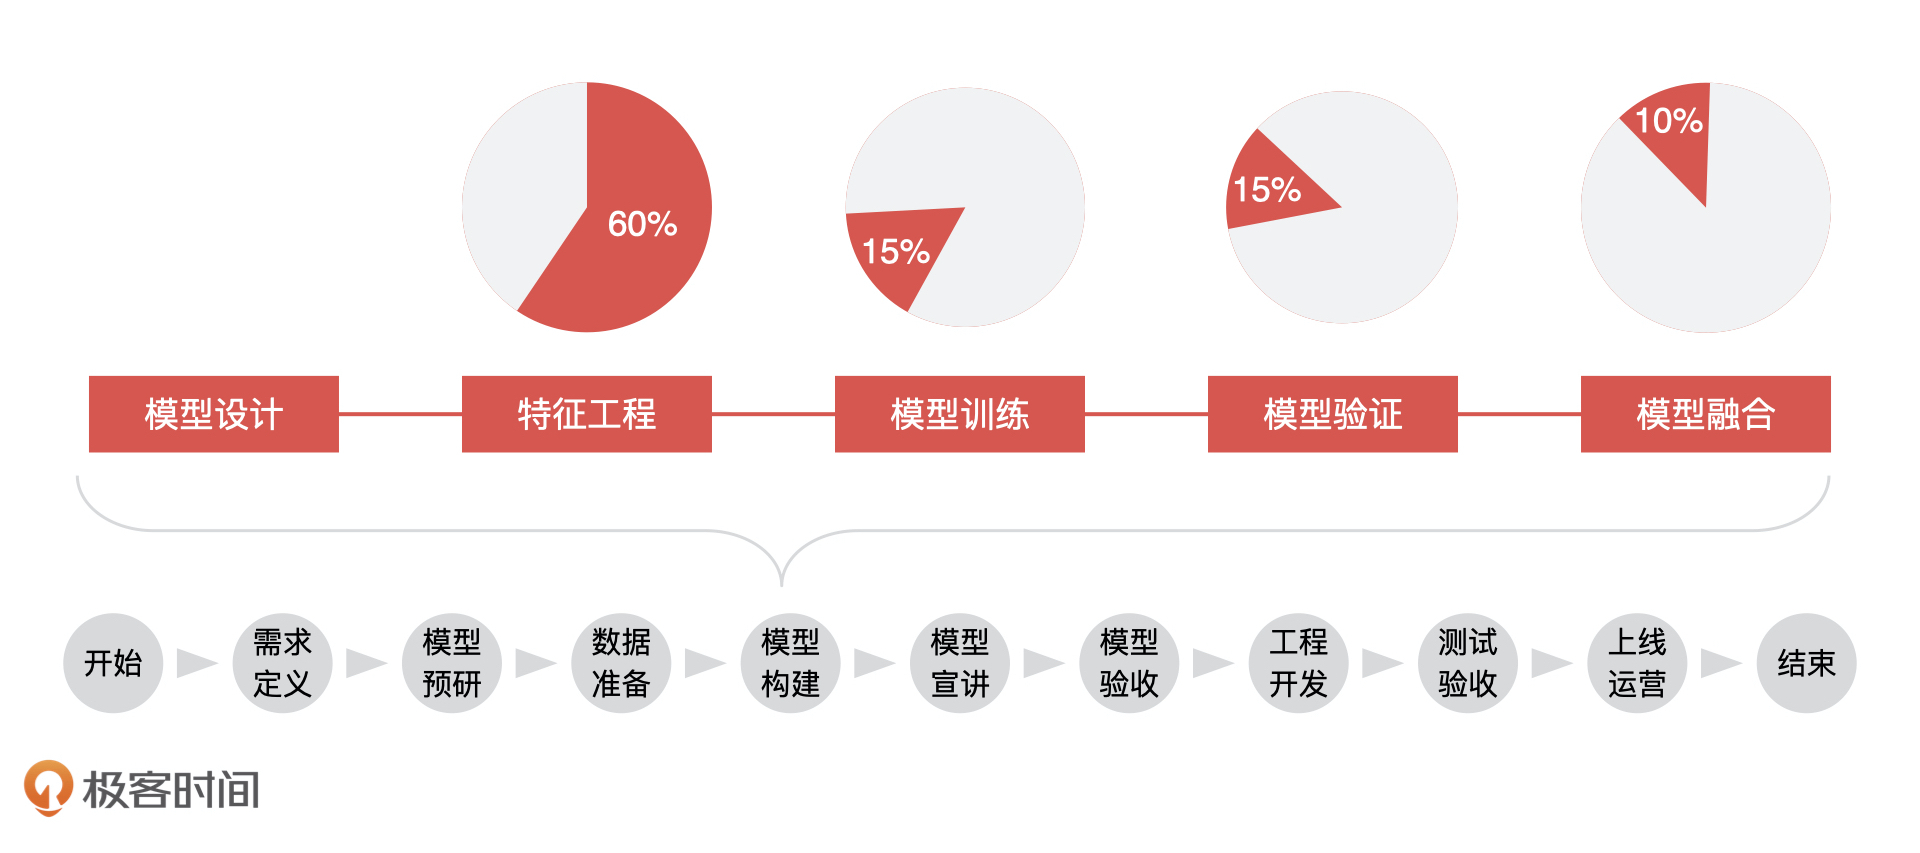 60%
15%
15%
10%
模型设计
特征工程
模型训练
模型验证
模型融合
开始
需求
定义
模型
预研
数据
准备
模型
构建
模型
宣讲
模型
验收
工程
开发
测试
验收
上线
运营
结束
极客时间